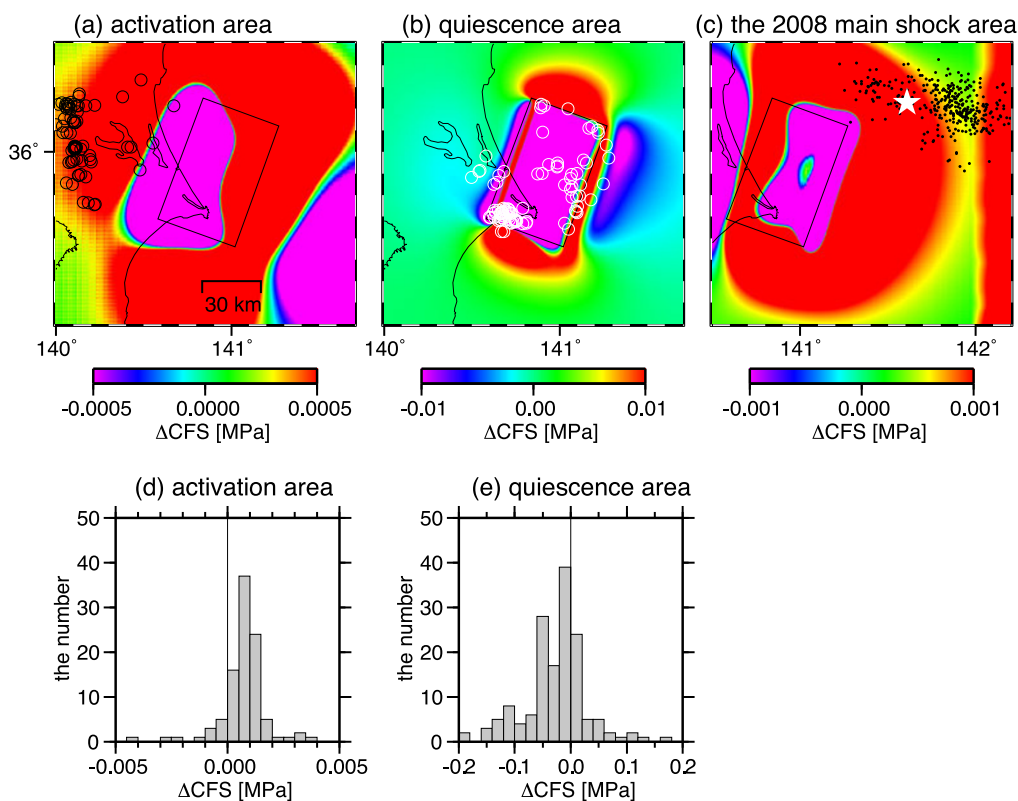 (a) activation area
(b) quiescence area
(c) the 2008 main shock area
36°
30 km
140° 141°
140° 141°
141° 142°
-0.0005 0.0000 0.0005
-0.01 0.00 0.01
-0.001 0.000 0.001
ΔCFS [MPa]
ΔCFS [MPa]
ΔCFS [MPa]
(d) activation area
the number
50
40
30
20
10
0
-0.005 0.000 0.005
ΔCFS [MPa]
(e) quiescence area
the number
50
40
30
20
10
0
-0.2 -0.1 0.0 0.1 0.2
ΔCFS [MPa]